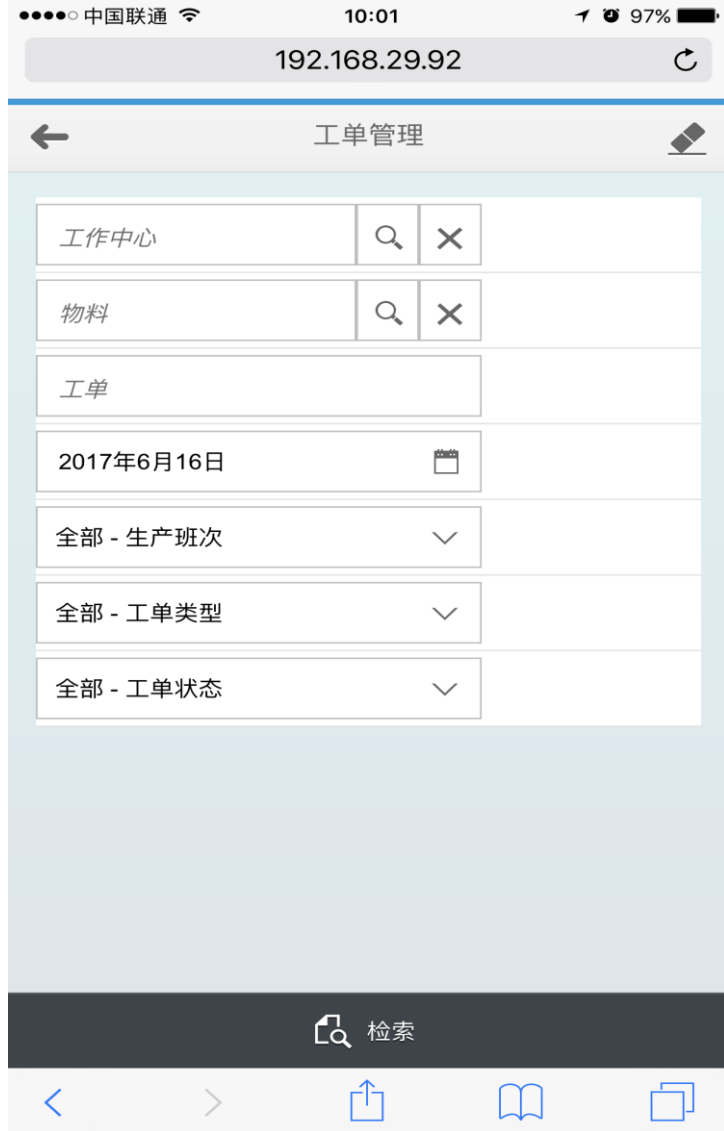 中国联通 10:01 97%
192.168.29.92
工单管理
工作中心
物料
工单
2017年6月16日
全部 - 生产班次
全部 - 工单类型
全部 - 工单状态
检索